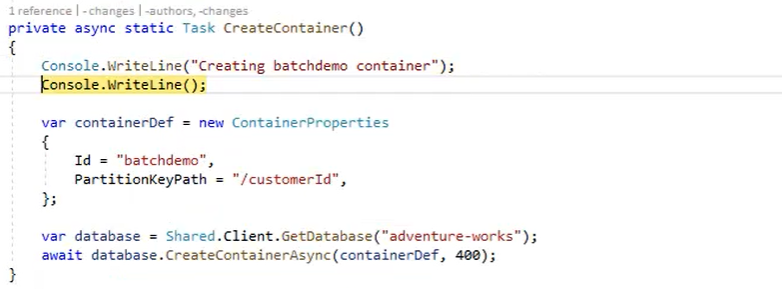 1 reference | - changes | -authors, -changes
private async static Task CreateContainer()
{
Console.WriteLine("Creating batchdemo container");
Console.WriteLine();
var containerDef = new ContainerProperties
{
Id = "batchdemo",
PartitionKeyPath = "/customerId",
};
var database = Shared.Client.GetDatabase("adventure-works");
await database.CreateContainerAsync(containerDef, 400);
}